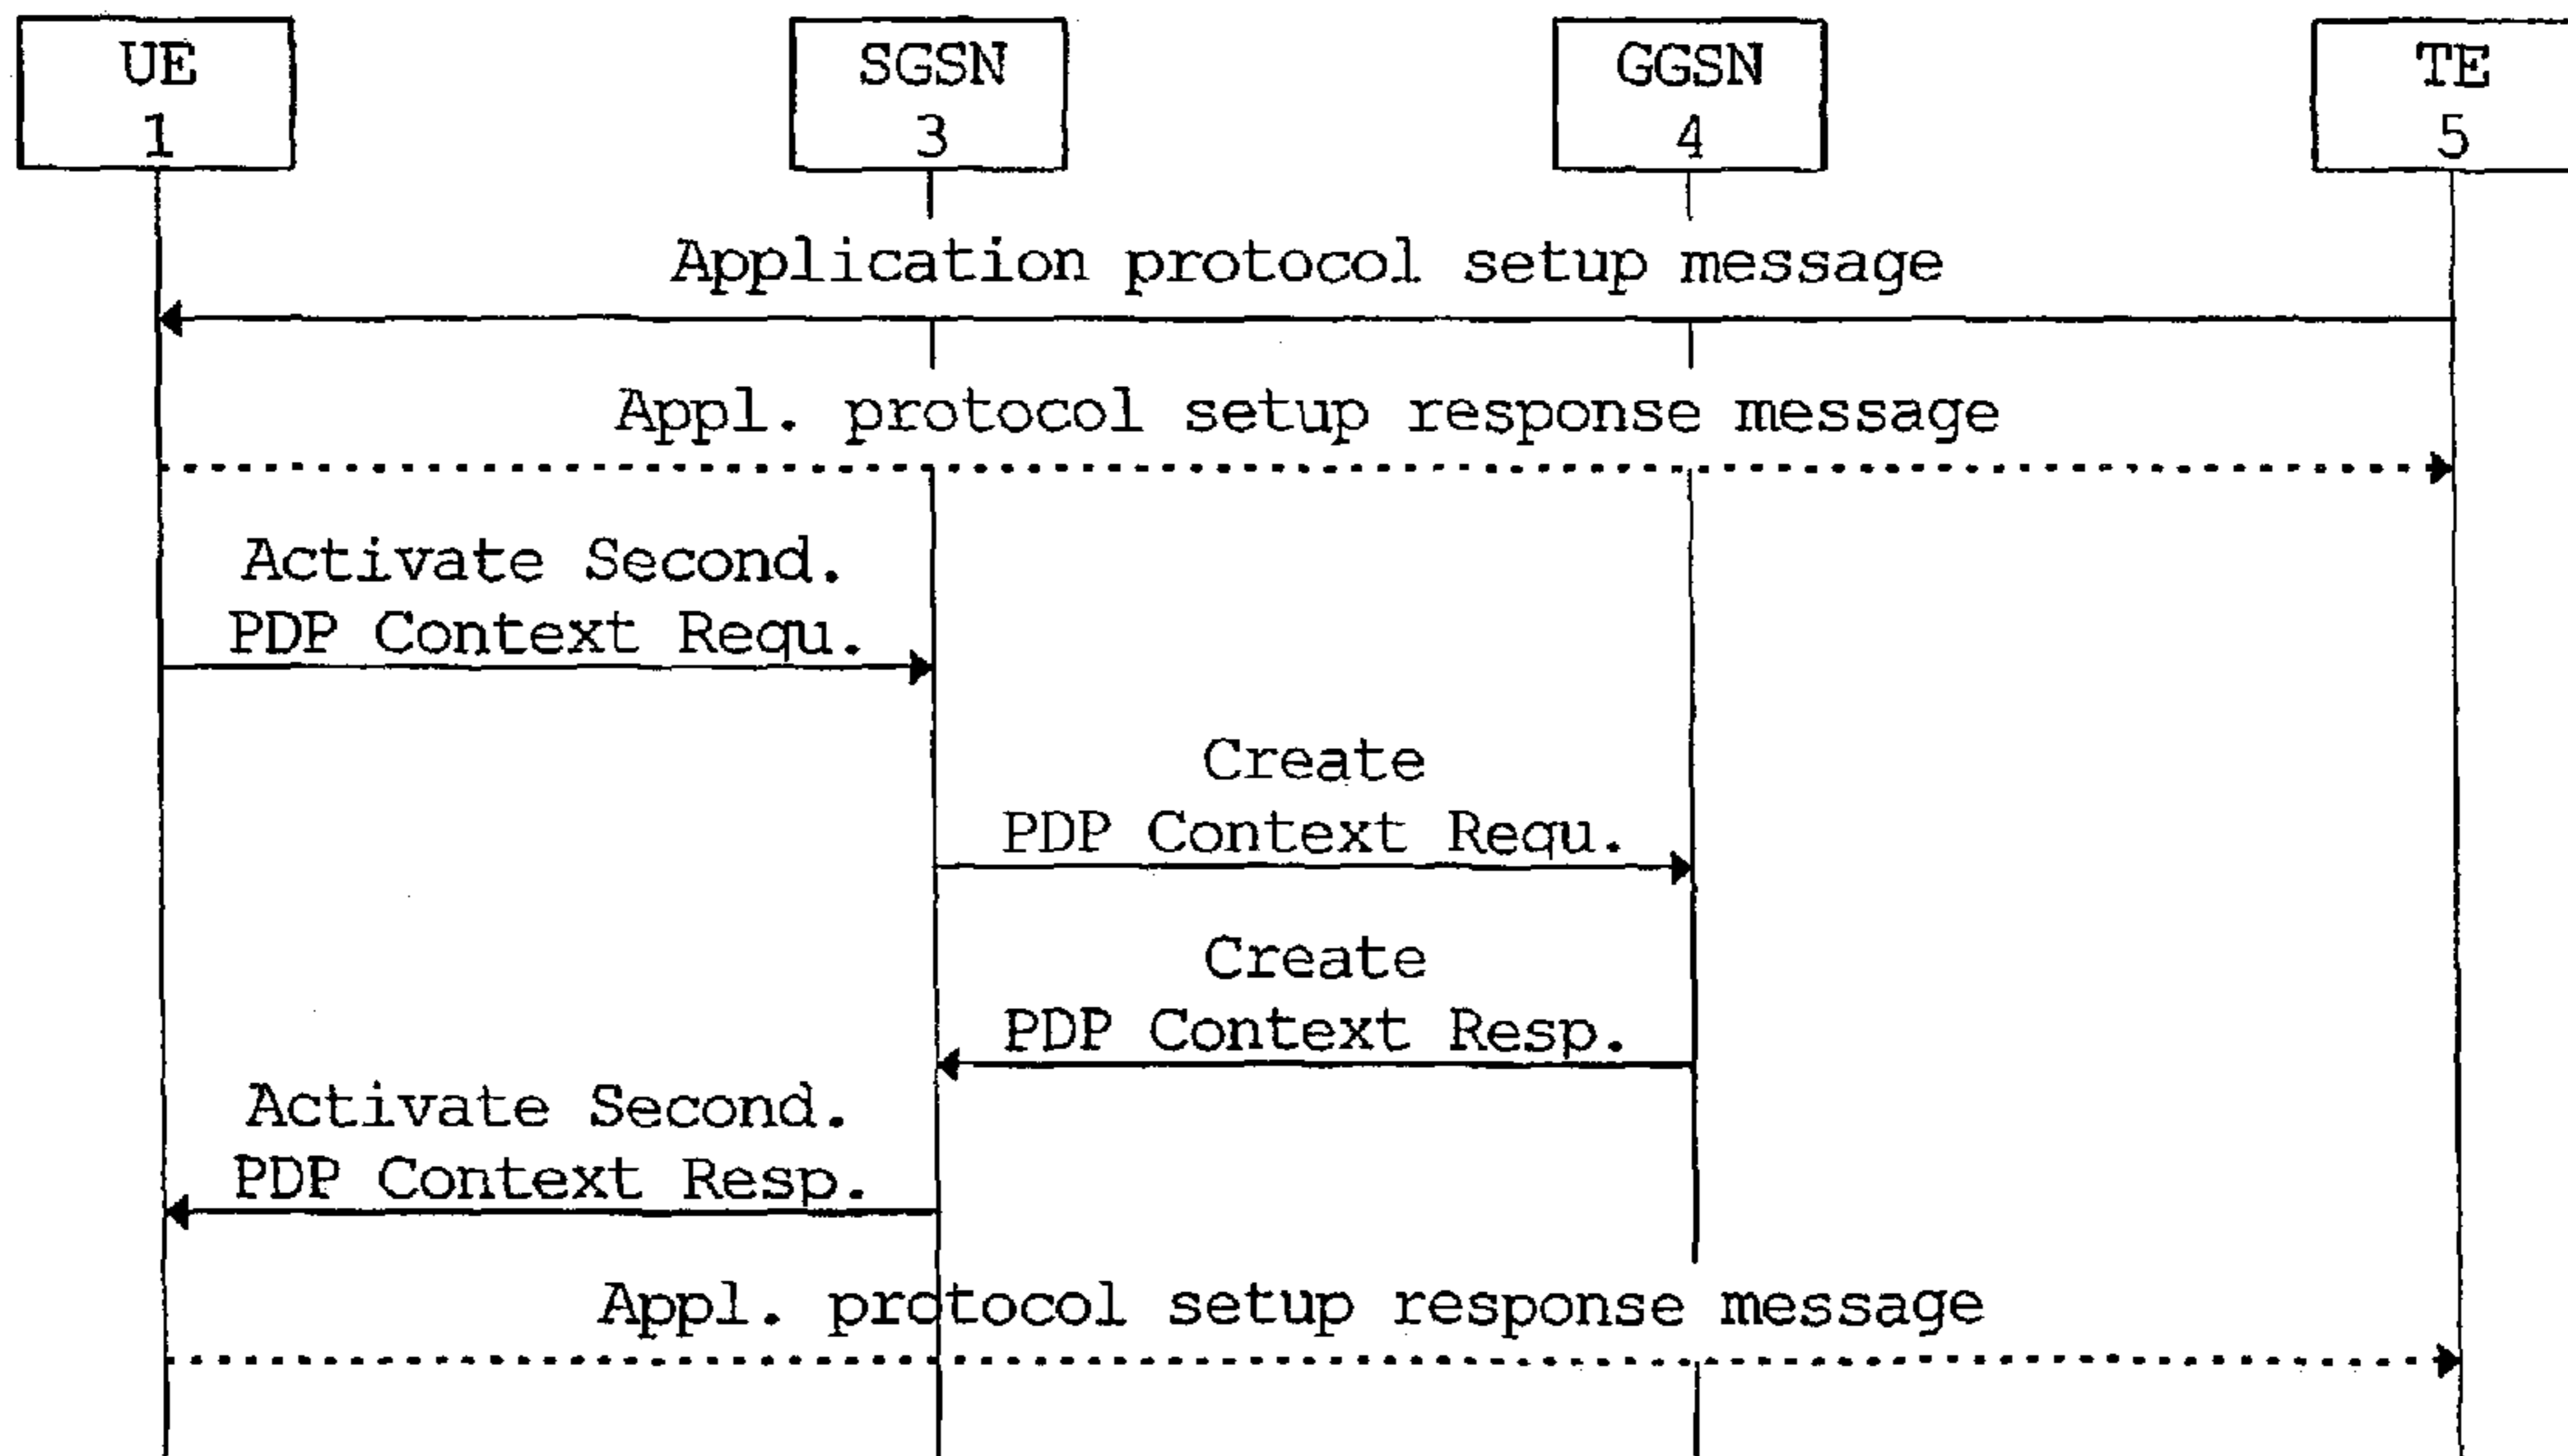 UE
1
SGSN
3
GGSN
4
TE
5
Application protocol setup message
Appl. protocol setup response message
Activate Second.
PDP Context Requ.
Create
PDP Context Requ.
Create
PDP Context Resp.
Activate Second.
PDP Context Resp.
Appl. protocol setup response message